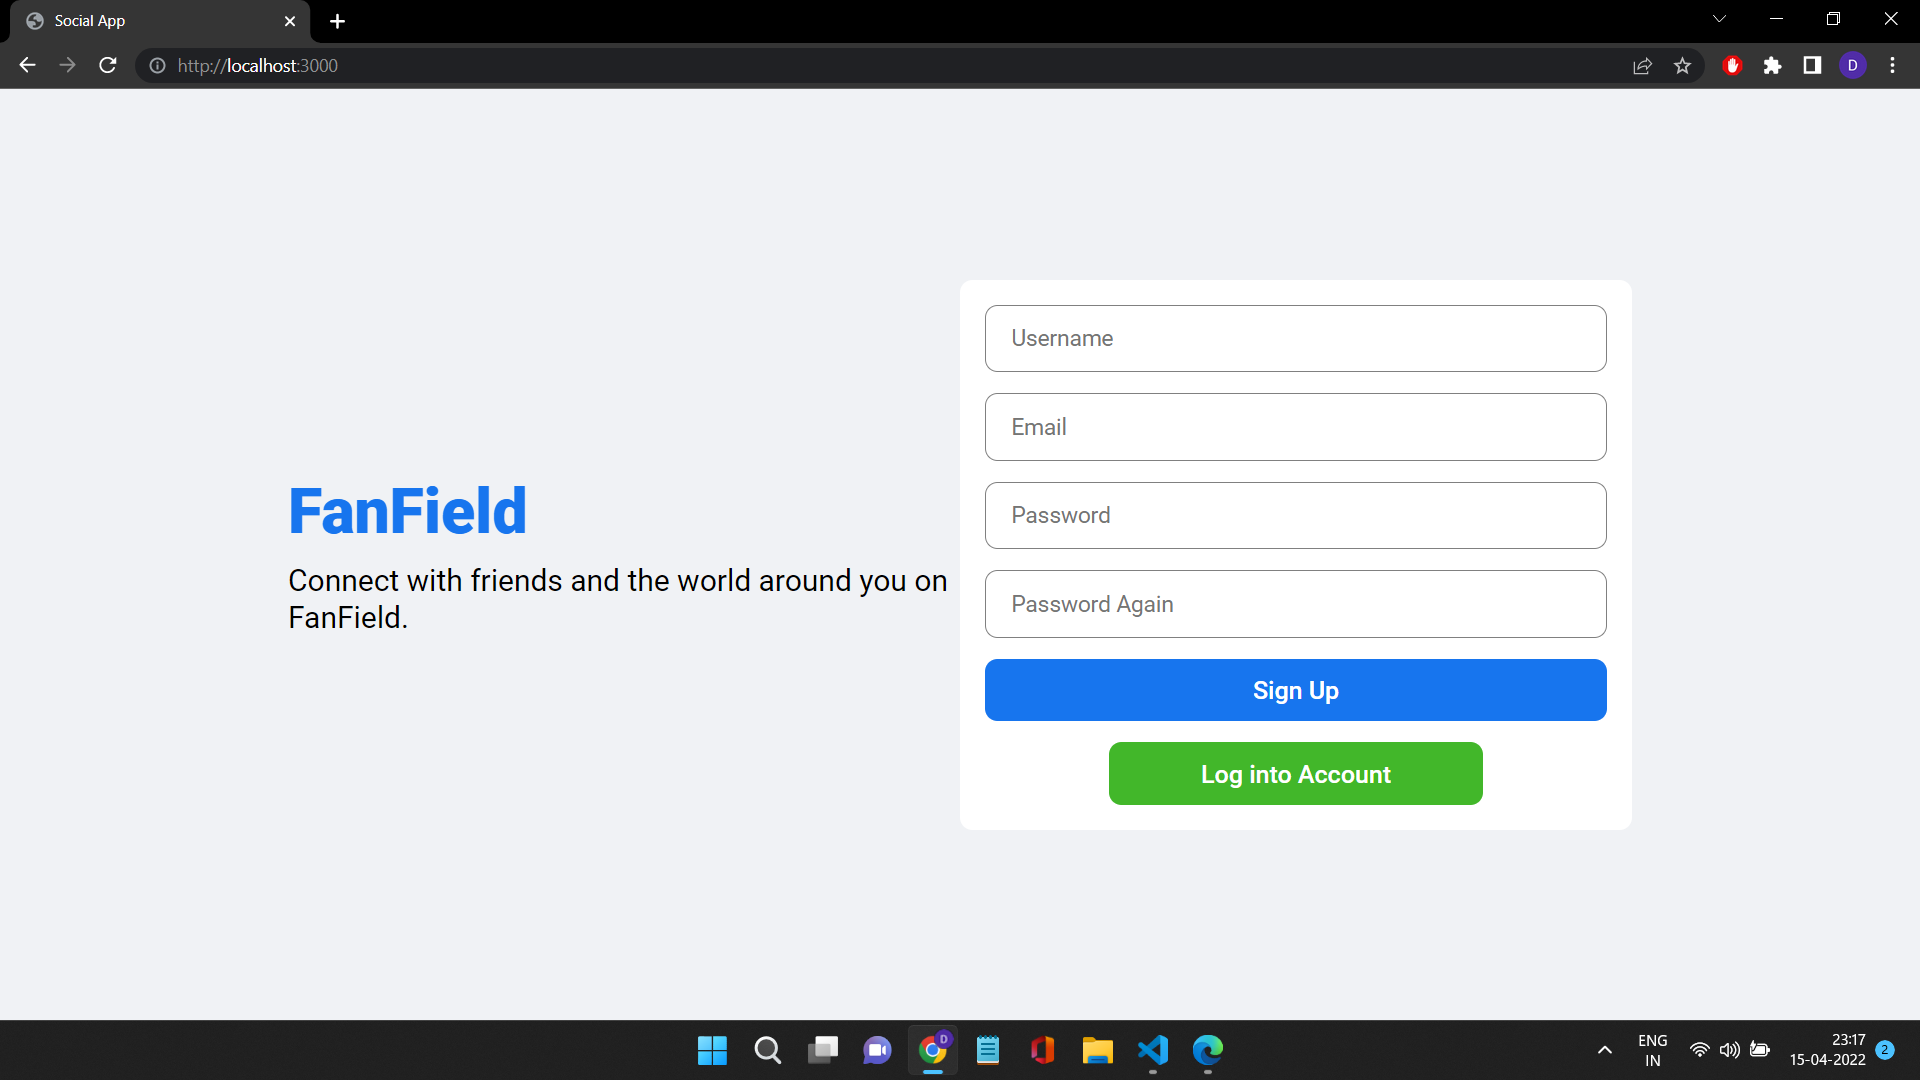 Social App
http://localhost:3000
D
FanField
Connect with friends and the world around you on
FanField.
Username
Email
Password
Password Again
Sign Up
Log into Account
D
ENG
IN
23:17
15-04-2022
2